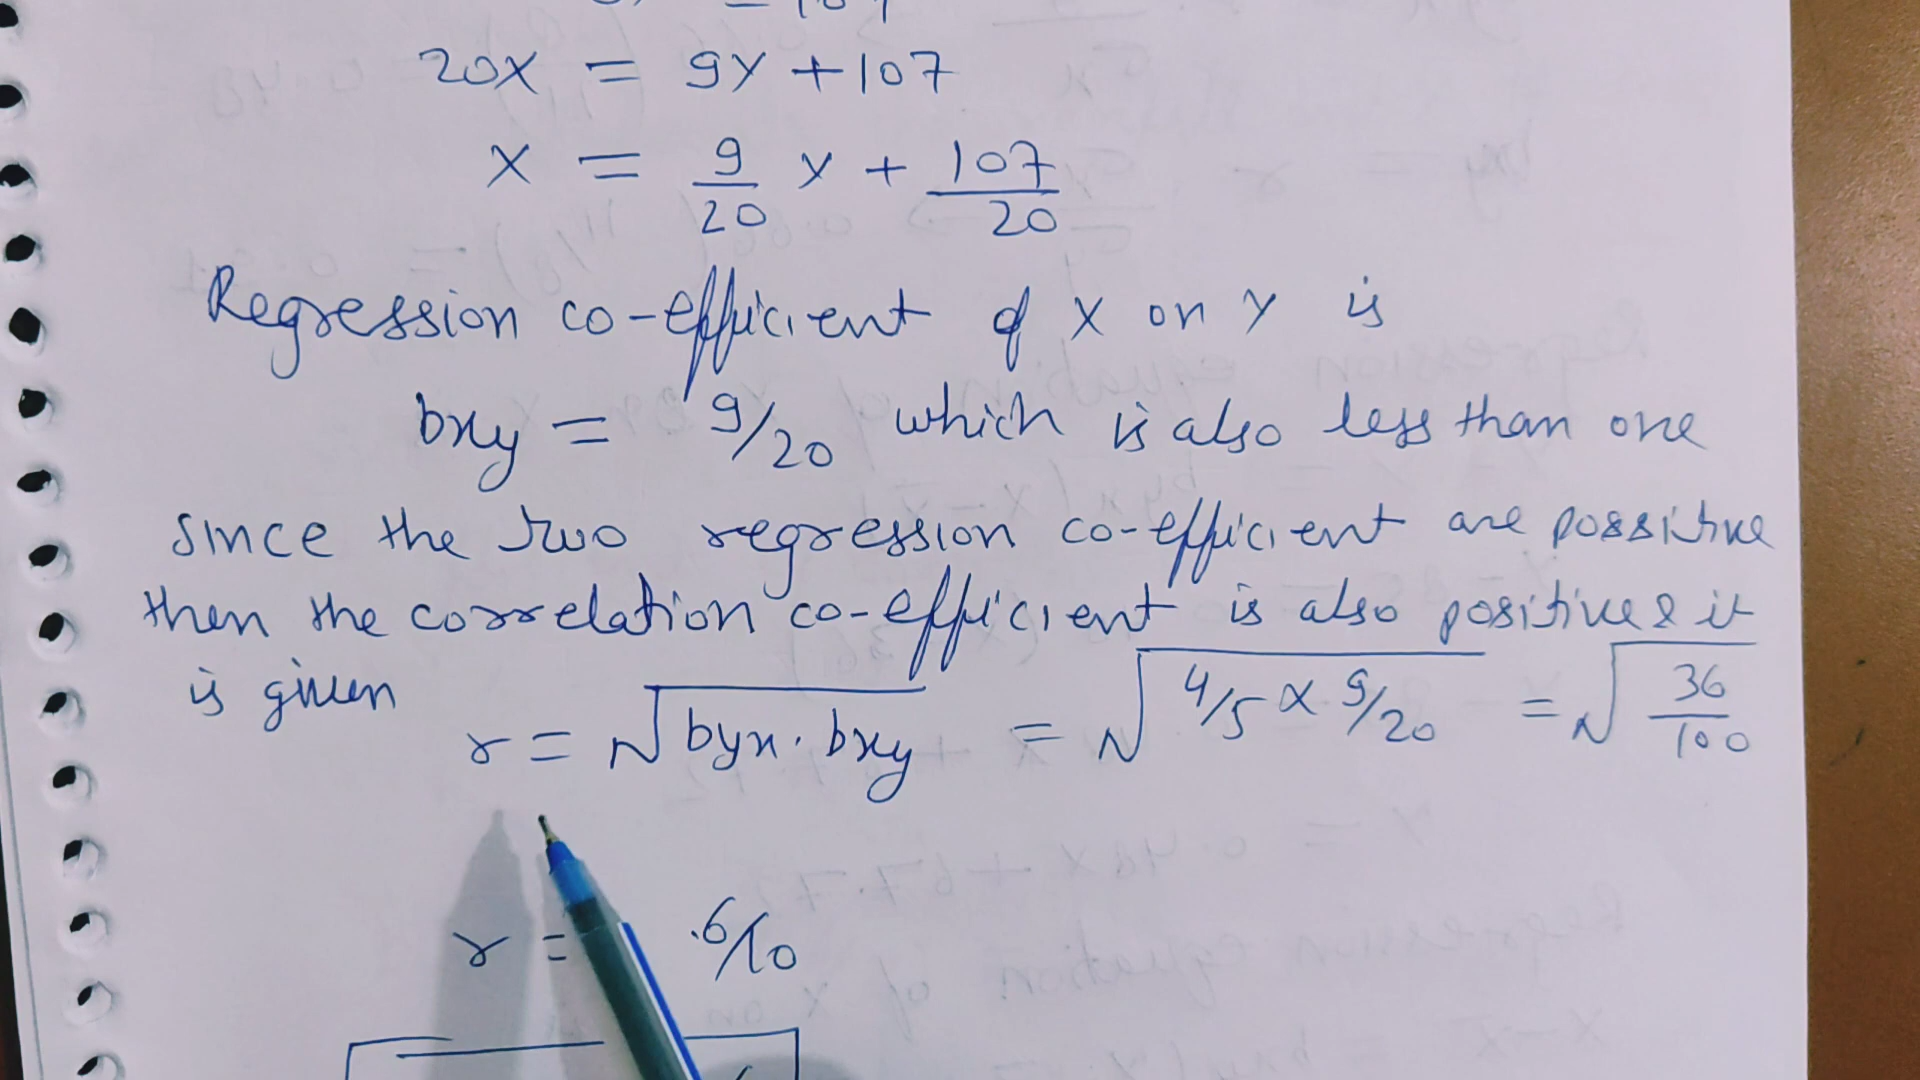 = 107
20X = 9Y + 107
X = 9/20 Y + 107/20
Regression co-efficient of X on Y is
bxy = 9/20 which is also less than one
Since the two regression co-efficient are possitive
then the correlation co-efficient is also positive & it
is given
r = √byx . bxy = √4/5 x 9/20 = √36/100
r = .6/10